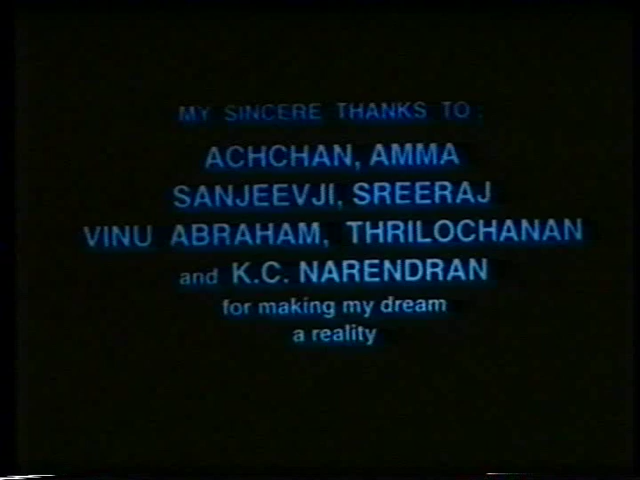 MY SINCERE THANKS TO :
ACHCHAN, AMMA
SANJEEVJI, SREERAJ
VINU ABRAHAM, THRILOCHANAN
and K.C. NARENDRAN
for making my dream
a reality